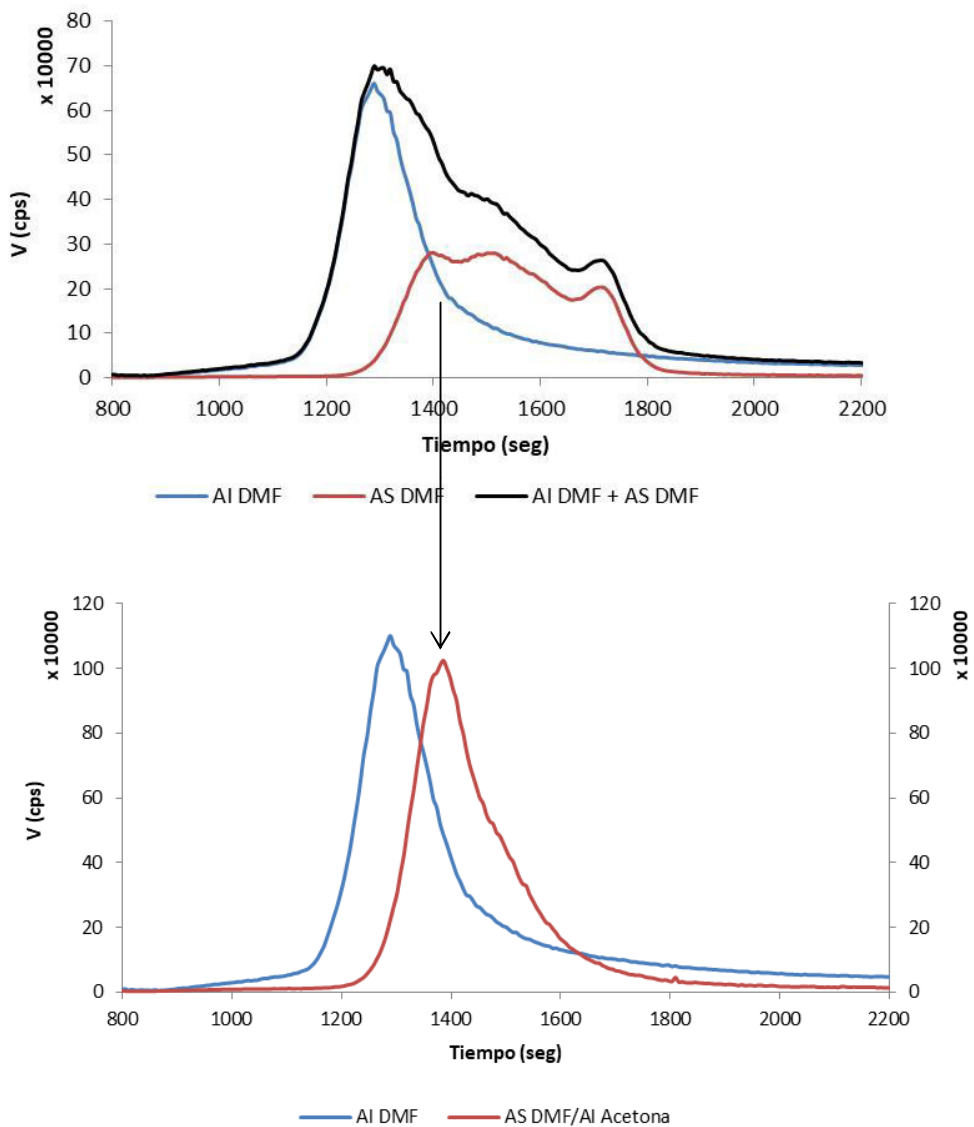 x 10000
V (cps)
80
70
60
50
40
30
20
10
0
800 1000 1200 1400 1600 1800 2000 2200
Tiempo (seg)
AI DMF AS DMF AI DMF + AS DMF
x 10000
x 10000
V (cps)
120 120
100 100
80 80
60 60
40 40
20 20
0 0
800 1000 1200 1400 1600 1800 2000 2200
Tiempo (seg)
AI DMF AS DMF/AI Acetona